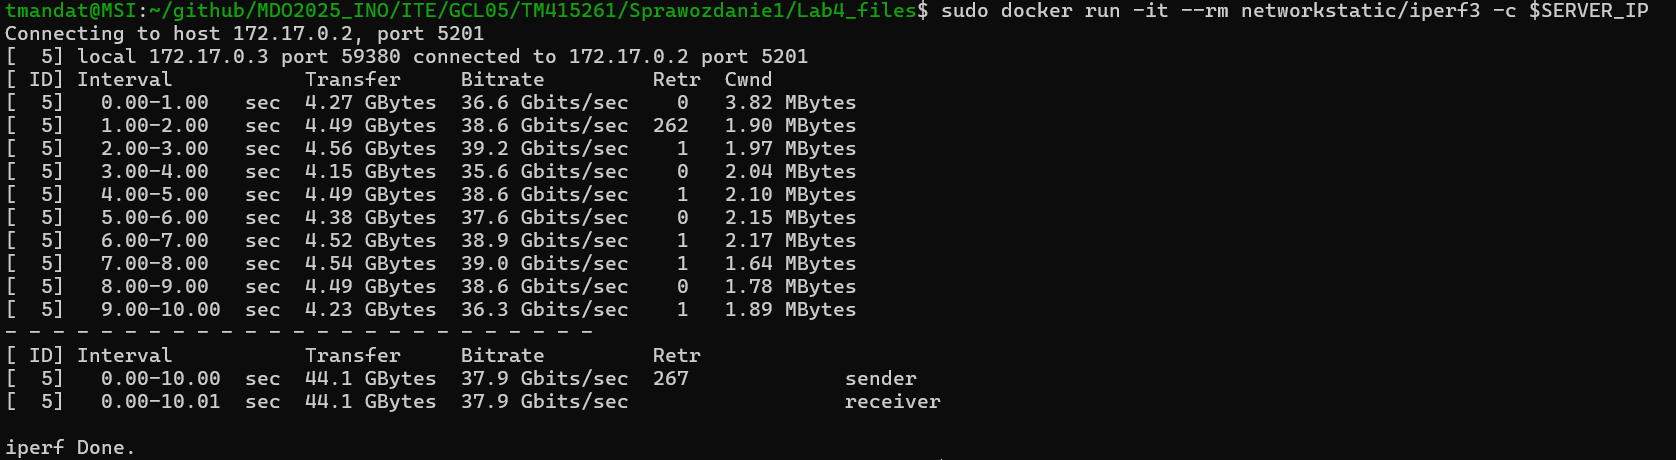 tmandat@MSI:~/github/MDO2025_INO/ITE/GCL05/TM415261/Sprawozdanie1/Lab4_files$ sudo docker run -it --rm networkstatic/iperf3 -c $SERVER_IP
Connecting to host 172.17.0.2, port 5201
[  5] local 172.17.0.3 port 59380 connected to 172.17.0.2 port 5201
[ ID] Interval           Transfer     Bitrate         Retr  Cwnd
[  5]   0.00-1.00   sec  4.27 GBytes  36.6 Gbits/sec    0   3.82 MBytes
[  5]   1.00-2.00   sec  4.49 GBytes  38.6 Gbits/sec  262   1.90 MBytes
[  5]   2.00-3.00   sec  4.56 GBytes  39.2 Gbits/sec    1   1.97 MBytes
[  5]   3.00-4.00   sec  4.15 GBytes  35.6 Gbits/sec    0   2.04 MBytes
[  5]   4.00-5.00   sec  4.49 GBytes  38.6 Gbits/sec    1   2.10 MBytes
[  5]   5.00-6.00   sec  4.38 GBytes  37.6 Gbits/sec    0   2.15 MBytes
[  5]   6.00-7.00   sec  4.52 GBytes  38.9 Gbits/sec    1   2.17 MBytes
[  5]   7.00-8.00   sec  4.54 GBytes  39.0 Gbits/sec    1   1.64 MBytes
[  5]   8.00-9.00   sec  4.49 GBytes  38.6 Gbits/sec    0   1.78 MBytes
[  5]   9.00-10.00  sec  4.23 GBytes  36.3 Gbits/sec    1   1.89 MBytes
- - - - - - - - - - - - - - - - - - - - - - - - -
[ ID] Interval           Transfer     Bitrate         Retr
[  5]   0.00-10.00  sec  44.1 GBytes  37.9 Gbits/sec  267             sender
[  5]   0.00-10.01  sec  44.1 GBytes  37.9 Gbits/sec                  receiver
iperf Done.